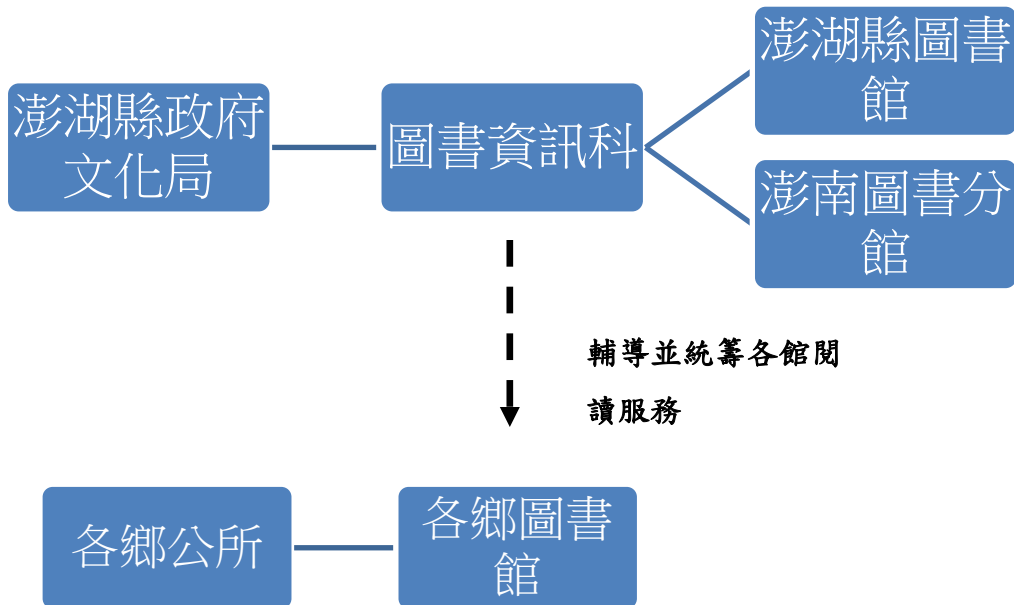 澎湖縣政府
文化局
圖書資訊科
澎湖縣圖書
館
澎南圖書分
館
輔導並統籌各館閱
讀服務
各鄉公所
各鄉圖書
館